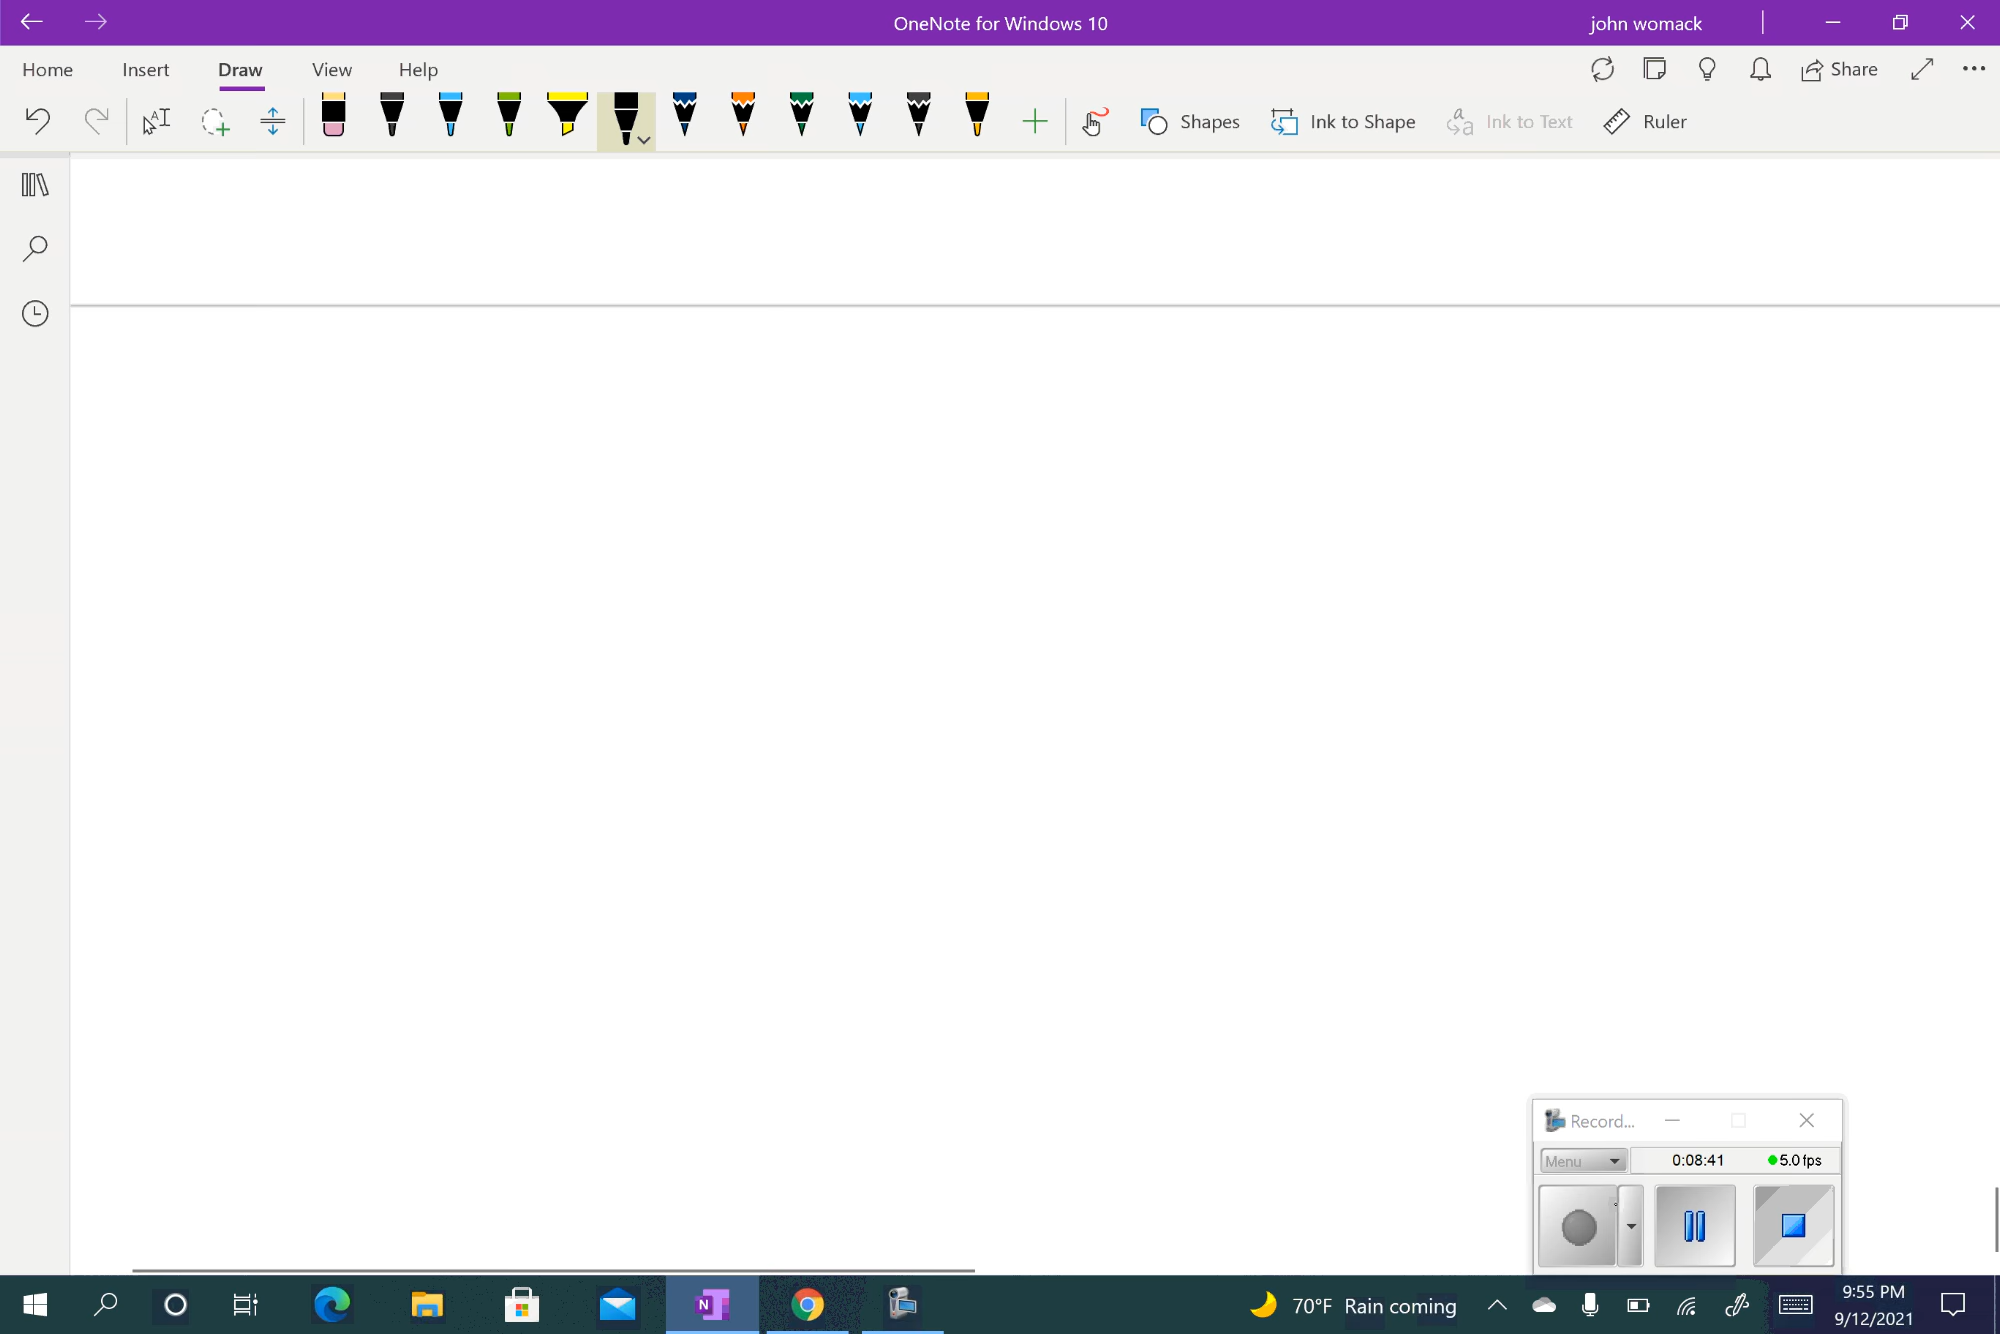 OneNote for Windows 10
john womack
Home Insert Draw View Help
Share
Shapes Ink to Shape Ink to Text Ruler
Record...
Menu 0:08:41 5.0 fps
70°F Rain coming
9:55 PM
9/12/2021